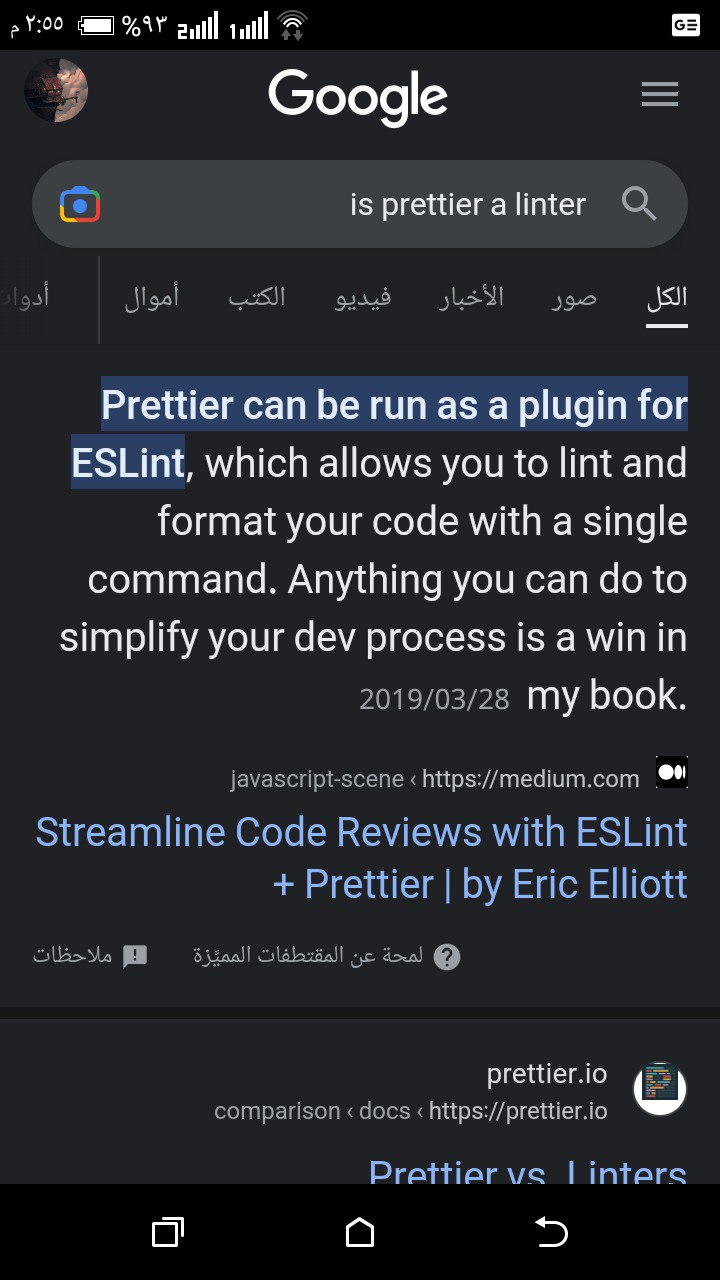 م ٢:٥٥ %٩٣ 2 1 GE
Google
is prettier a linter
الكل صور الأخبار فيديو الكتب أموال أدوات
Prettier can be run as a plugin for
ESLint, which allows you to lint and
format your code with a single
command. Anything you can do to
simplify your dev process is a win in
my book. 2019/03/28
https://medium.com › javascript-scene
Streamline Code Reviews with ESLint
+ Prettier | by Eric Elliott
لمحة عن المقتطفات المميَّزة ملاحظات
prettier.io
https://prettier.io › docs › comparison
Prettier vs. Linters